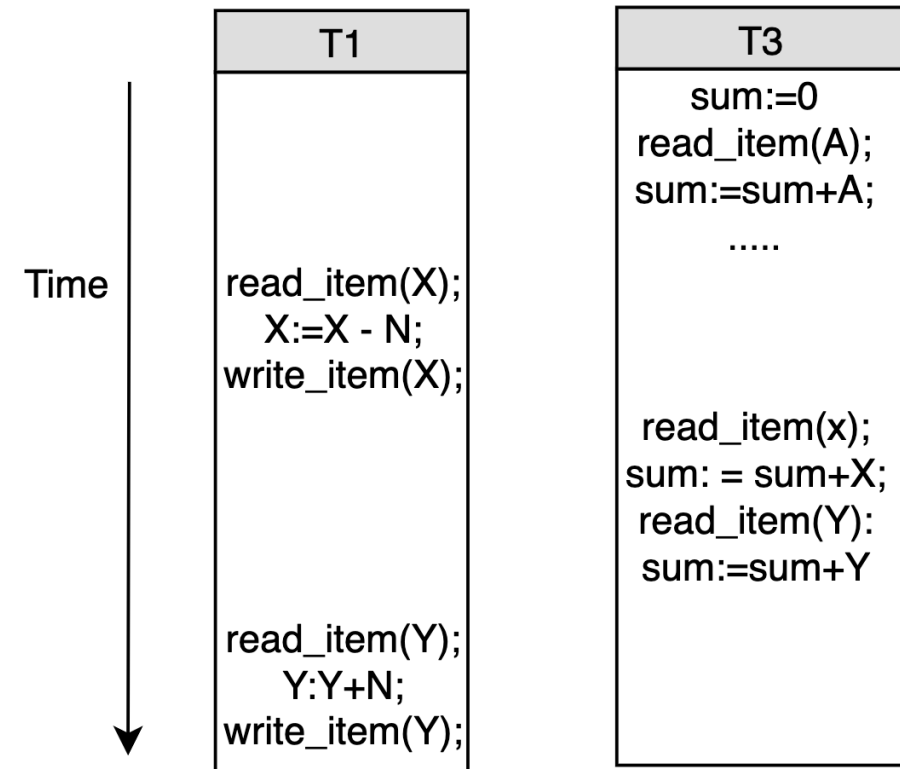 T1
T3
Time
read_item(X);
X:=X - N;
write_item(X);
read_item(Y);
Y:Y+N;
write_item(Y);
sum:=0
read_item(A);
sum:=sum+A;
.....
read_item(x);
sum: = sum+X;
read_item(Y):
sum:=sum+Y